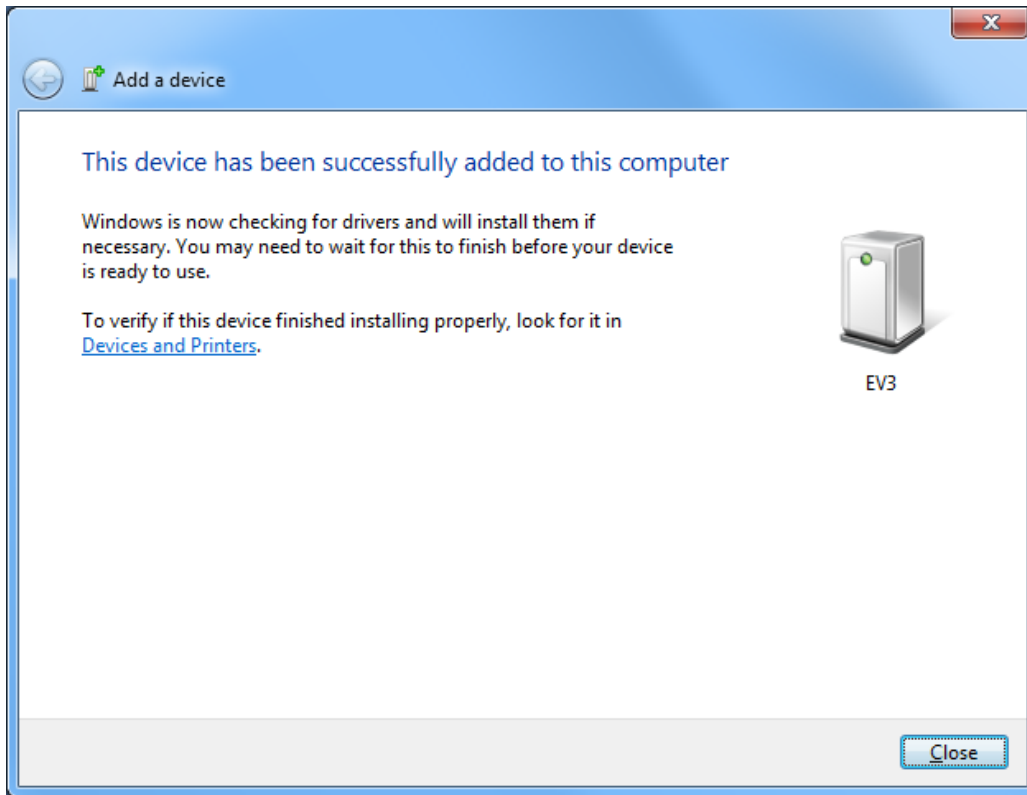 Add a device
This device has been successfully added to this computer
Windows is now checking for drivers and will install them if
necessary. You may need to wait for this to finish before your device
is ready to use.
To verify if this device finished installing properly, look for it in
Devices and Printers.
EV3
Close